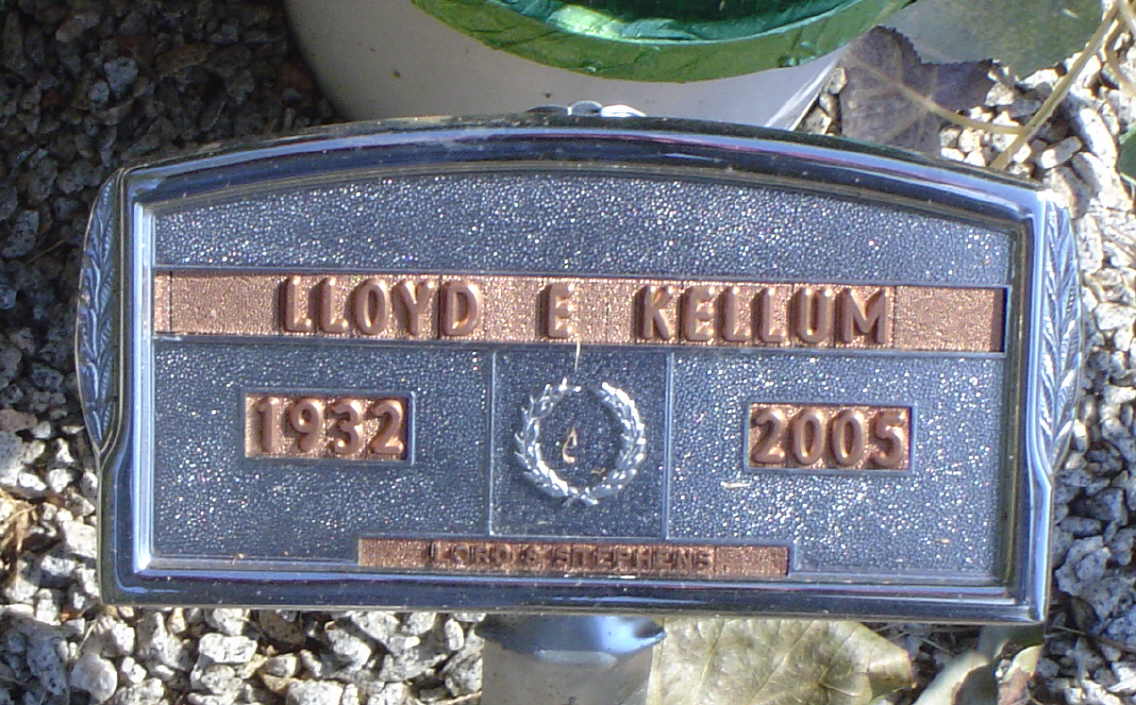 LLOYD E KELLUM
1932 2005
LORD & STEPHENS